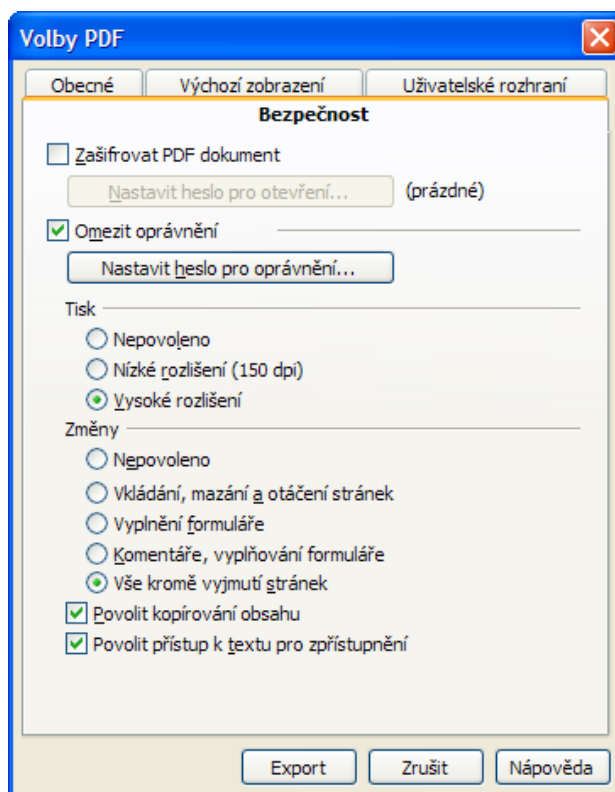 Volby PDF
Obecné Výchozí zobrazení Uživatelské rozhraní
Bezpečnost
Zašifrovat PDF dokument
Nastavit heslo pro otevření... (prázdné)
Omezit oprávnění
Nastavit heslo pro oprávnění...
Tisk
Nepovoleno
Nízké rozlišení (150 dpi)
Vysoké rozlišení
Změny
Nepovoleno
Vkládání, mazání a otáčení stránek
Vyplnění formuláře
Komentáře, vyplňování formuláře
Vše kromě vyjmutí stránek
Povolit kopírování obsahu
Povolit přístup k textu pro zpřístupnění
Export Zrušit Nápověda